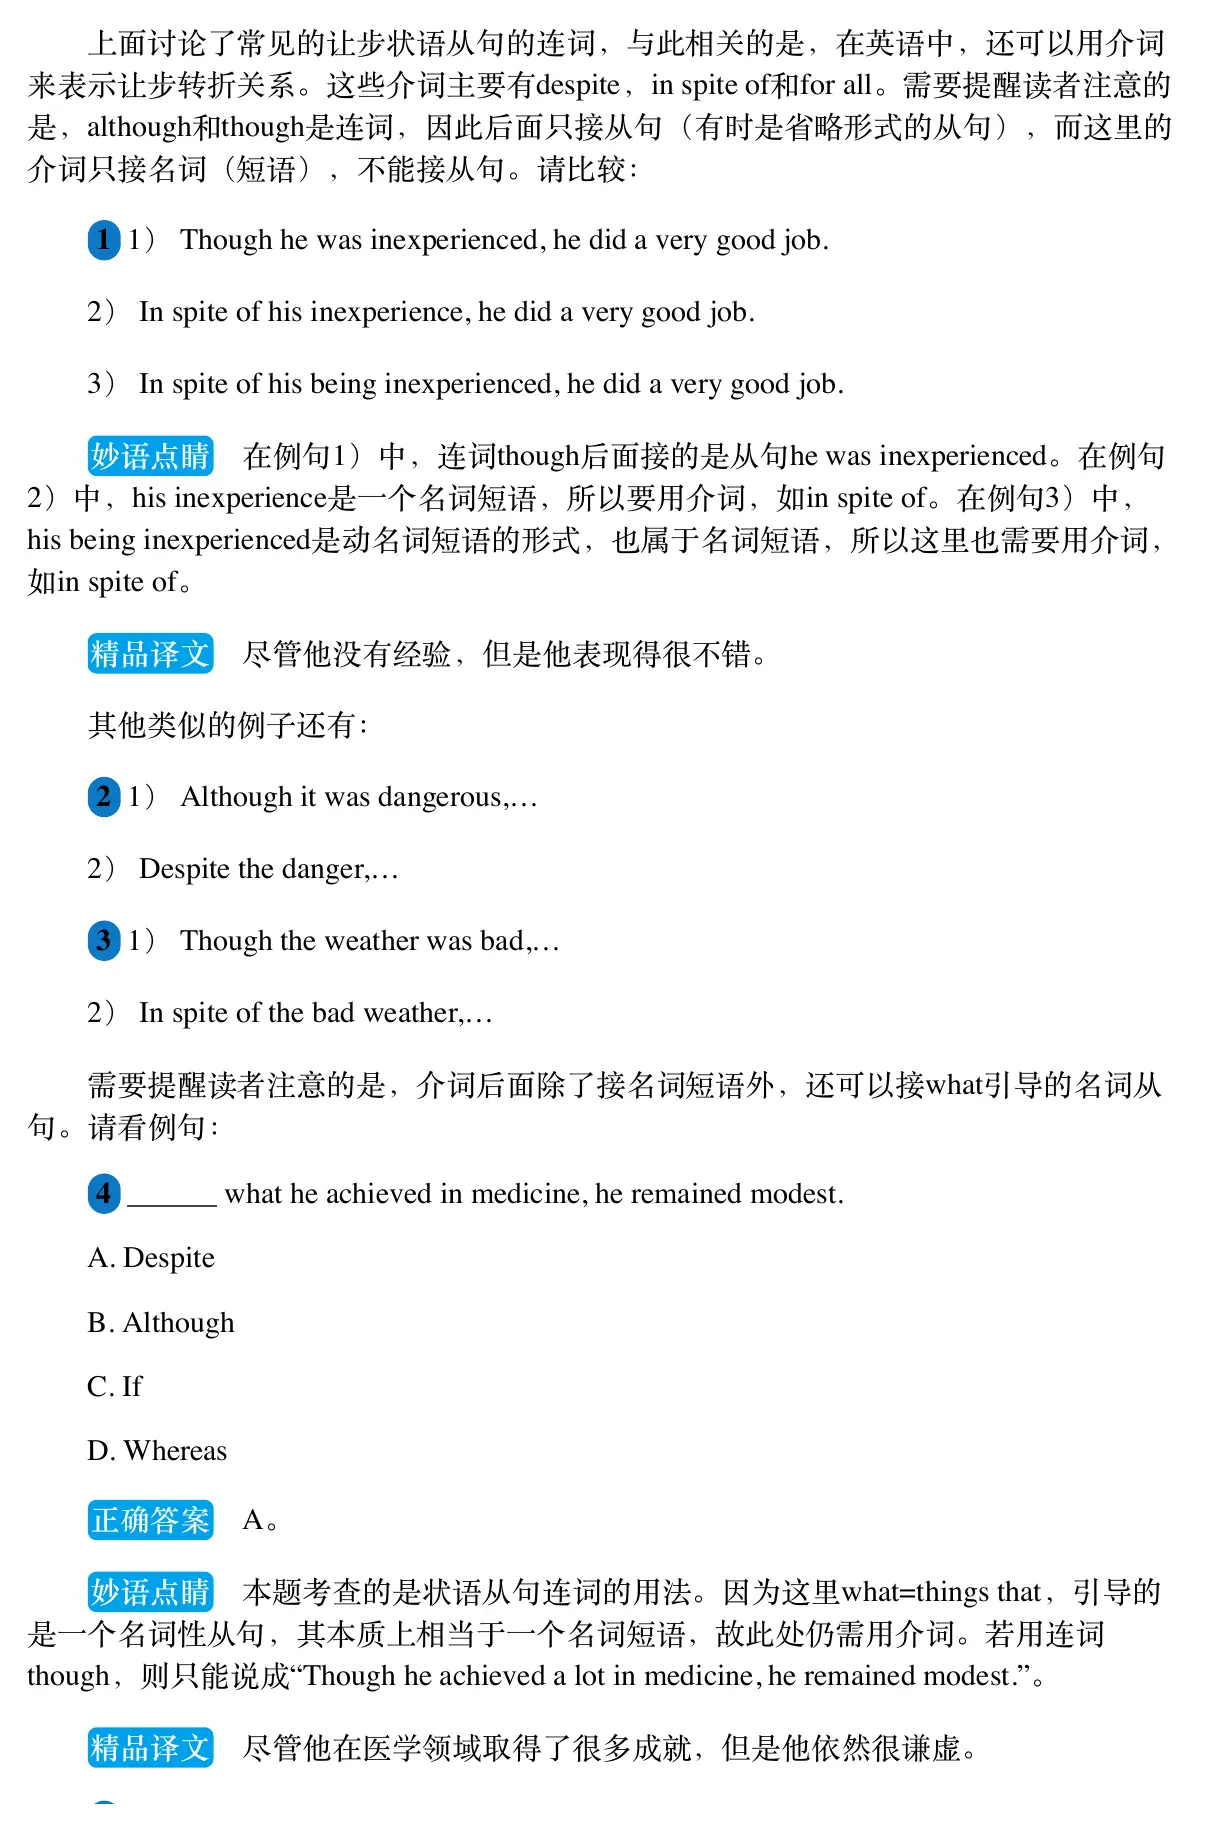 上面讨论了常见的让步状语从句的连词，与此相关的是，在英语中，还可以用介词
来表示让步转折关系。这些介词主要有despite，in spite of和for all。需要提醒读者注意的
是，although和though是连词，因此后面只接从句（有时是省略形式的从句），而这里的
介词只接名词（短语），不能接从句。请比较：
1 1） Though he was inexperienced, he did a very good job.
2） In spite of his inexperience, he did a very good job.
3） In spite of his being inexperienced, he did a very good job.
妙语点睛 在例句1）中，连词though后面接的是从句he was inexperienced。在例句
2）中，his inexperience是一个名词短语，所以要用介词，如in spite of。在例句3）中，
his being inexperienced是动名词短语的形式，也属于名词短语，所以这里也需要用介词，
如in spite of。
精品译文 尽管他没有经验，但是他表现得很不错。
其他类似的例子还有：
2 1） Although it was dangerous,…
2） Despite the danger,…
3 1） Though the weather was bad,…
2） In spite of the bad weather,…
需要提醒读者注意的是，介词后面除了接名词短语外，还可以接what引导的名词从
句。请看例句：
4 ______ what he achieved in medicine, he remained modest.
A. Despite
B. Although
C. If
D. Whereas
正确答案 A。
妙语点睛 本题考查的是状语从句连词的用法。因为这里what=things that，引导的
是一个名词性从句，其本质上相当于一个名词短语，故此处仍需用介词。若用连词
though，则只能说成“Though he achieved a lot in medicine, he remained modest.”。
精品译文 尽管他在医学领域取得了很多成就，但是他依然很谦虚。